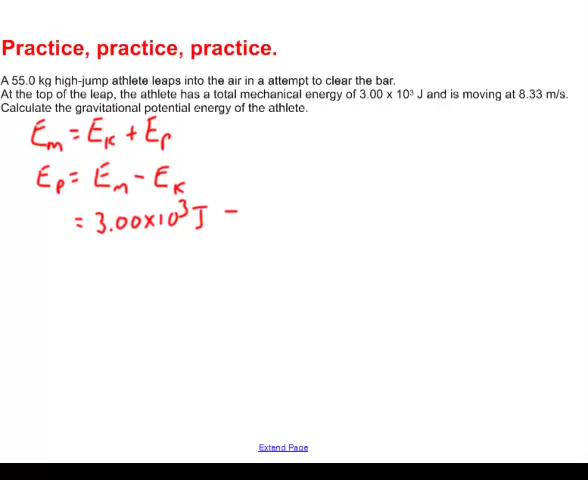 Practice, practice, practice.
A 55.0 kg high-jump athlete leaps into the air in a attempt to clear the bar.
At the top of the leap, the athlete has a total mechanical energy of 3.00 x 10³ J and is moving at 8.33 m/s.
Calculate the gravitational potential energy of the athlete.
Em = Ek + Ep
Ep = Em - Ek
= 3.00x10³ J -
Extend Page